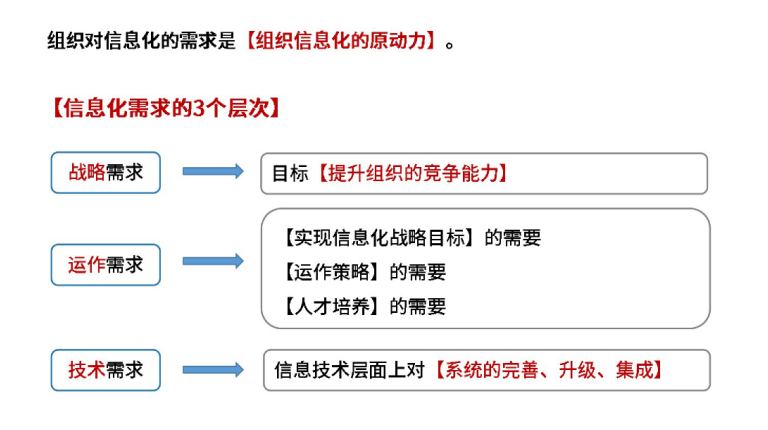 组织对信息化的需求是【组织信息化的原动力】。
【信息化需求的3个层次】
战略需求
目标【提升组织的竞争能力】
运作需求
【实现信息化战略目标】的需要
【运作策略】的需要
【人才培养】的需要
技术需求
信息技术层面上对【系统的完善、升级、集成】